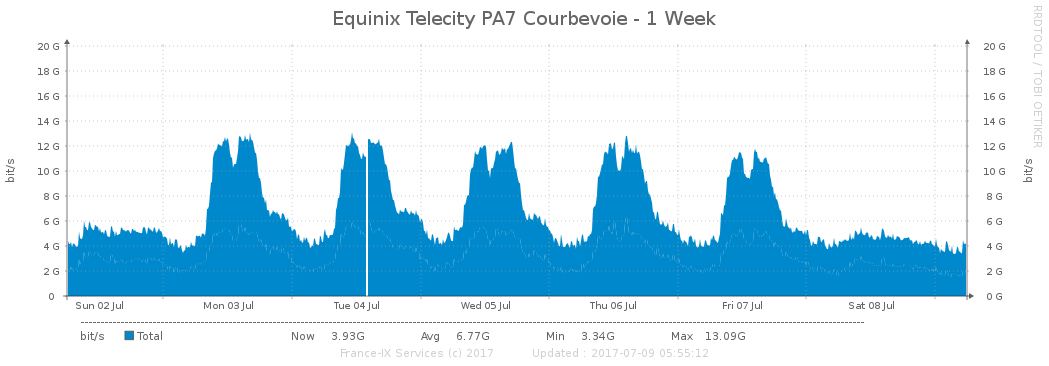 Equinix Telecity PA7 Courbevoie - 1 Week
RRDTOOL / TOBI OETIKER
bit/s
20 G 20 G
18 G 18 G
16 G 16 G
14 G 14 G
12 G 12 G
10 G 10 G
8 G 8 G
6 G 6 G
4 G 4 G
2 G 2 G
0 0 G
bit/s
Sun 02 Jul Mon 03 Jul Tue 04 Jul Wed 05 Jul Thu 06 Jul Fri 07 Jul Sat 08 Jul
bit/s Total Now 3.93G Avg 6.77G Min 3.34G Max 13.09G
France-IX Services (c) 2017 Updated : 2017-07-09 05:55:12